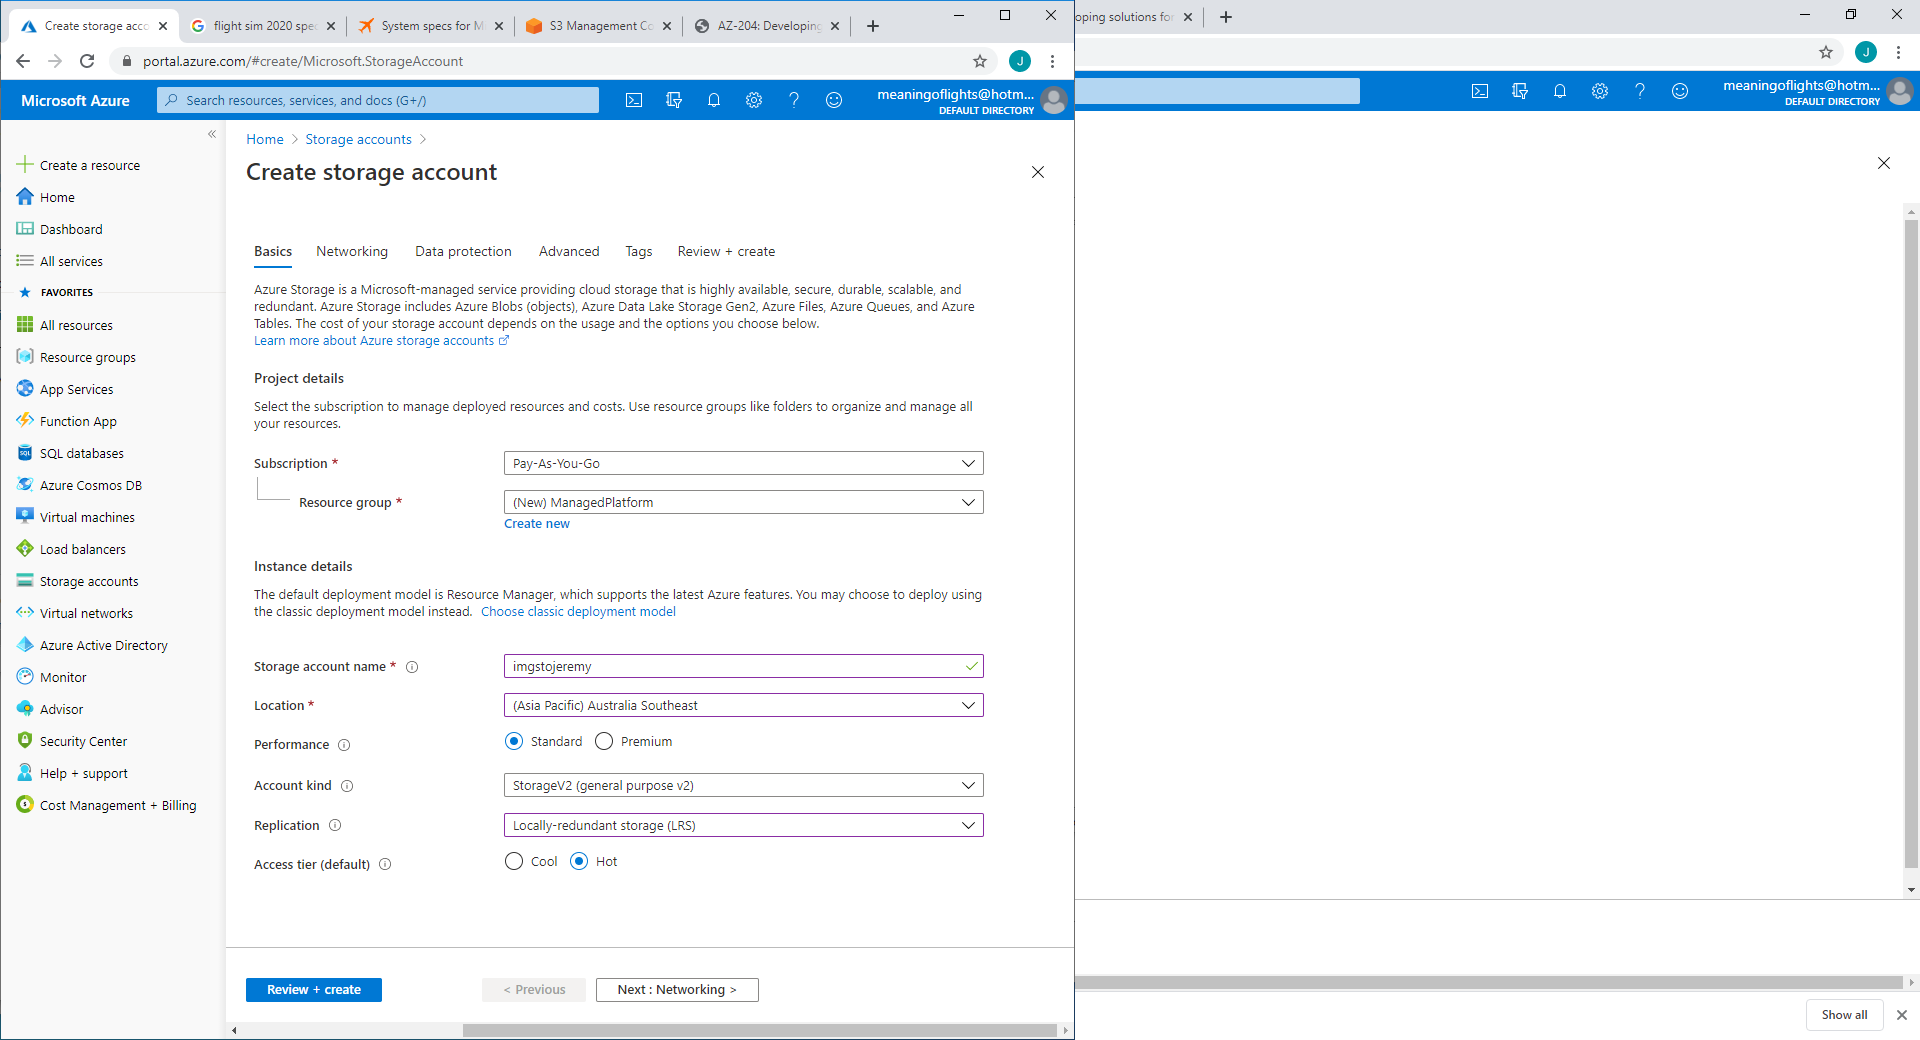 Create storage acco
flight sim 2020 spec
System specs for Mi
S3 Management Co
AZ-204: Developing
oping solutions for
portal.azure.com/#create/Microsoft.StorageAccount
J
J
Microsoft Azure
Search resources, services, and docs (G+/)
meaningoflights@hotm...
DEFAULT DIRECTORY
meaningoflights@hotm...
DEFAULT DIRECTORY
Create a resource
Home
Dashboard
All services
FAVORITES
All resources
Resource groups
App Services
Function App
SQL databases
Azure Cosmos DB
Virtual machines
Load balancers
Storage accounts
Virtual networks
Azure Active Directory
Monitor
Advisor
Security Center
Help + support
Cost Management + Billing
Home > Storage accounts >
Create storage account
Basics Networking Data protection Advanced Tags Review + create
Azure Storage is a Microsoft-managed service providing cloud storage that is highly available, secure, durable, scalable, and
redundant. Azure Storage includes Azure Blobs (objects), Azure Data Lake Storage Gen2, Azure Files, Azure Queues, and Azure
Tables. The cost of your storage account depends on the usage and the options you choose below.
Learn more about Azure storage accounts
Project details
Select the subscription to manage deployed resources and costs. Use resource groups like folders to organize and manage all
your resources.
Subscription *
Pay-As-You-Go
Resource group *
(New) ManagedPlatform
Create new
Instance details
The default deployment model is Resource Manager, which supports the latest Azure features. You may choose to deploy using
the classic deployment model instead. Choose classic deployment model
Storage account name *
imgstojeremy
Location *
(Asia Pacific) Australia Southeast
Performance
Standard Premium
Account kind
StorageV2 (general purpose v2)
Replication
Locally-redundant storage (LRS)
Access tier (default)
Cool Hot
Review + create
< Previous
Next : Networking >
Show all